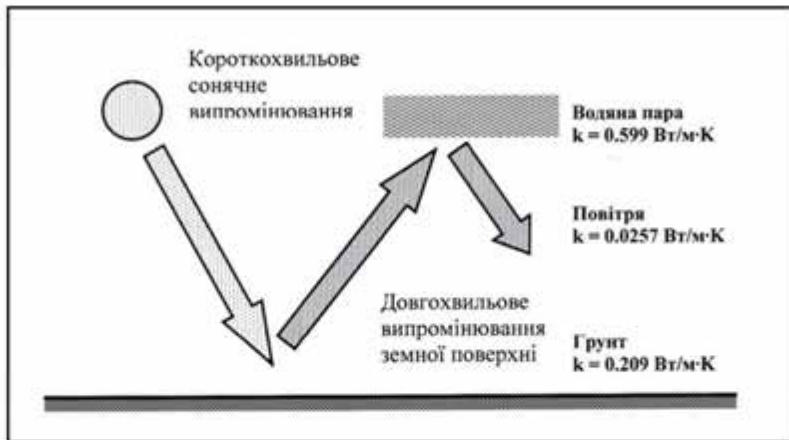 Короткохвильове
сонячне
випромінювання
Водяна пара
k = 0.599 Вт/м·K
Повітря
k = 0.0257 Вт/м·K
Довгохвильове
випромінювання
земної поверхні
Грунт
k = 0.209 Вт/м·K